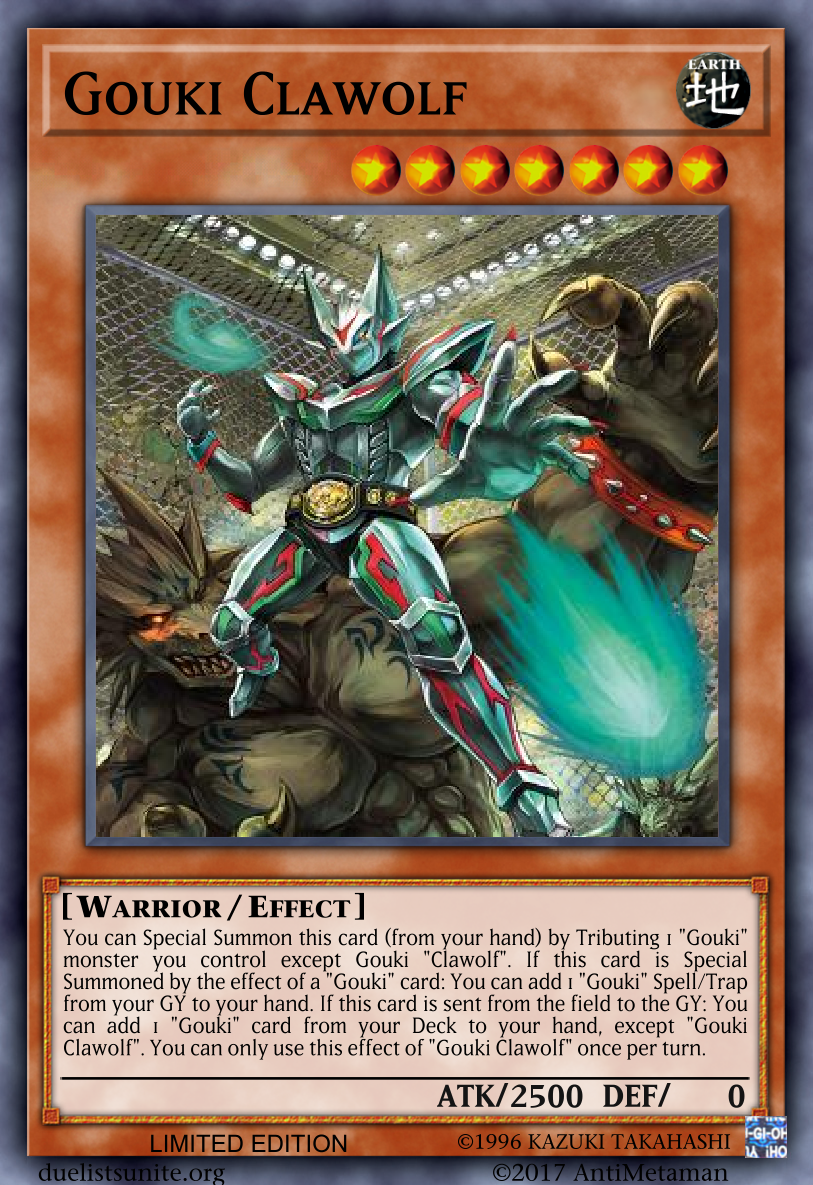 GOUKI CLAWOLF
EARTH
地
[WARRIOR / EFFECT]
You can Special Summon this card (from your hand) by Tributing 1 "Gouki"
monster you control except Gouki "Clawolf". If this card is Special
Summoned by the effect of a "Gouki" card: You can add 1 "Gouki" Spell/Trap
from your GY to your hand. If this card is sent from the field to the GY: You
can add 1 "Gouki" card from your Deck to your hand, except "Gouki
Clawolf". You can only use this effect of "Gouki Clawolf" once per turn.
ATK/2500 DEF/ 0
LIMITED EDITION ©1996 KAZUKI TAKAHASHI
duelistsunite.org ©2017 AntiMetaman